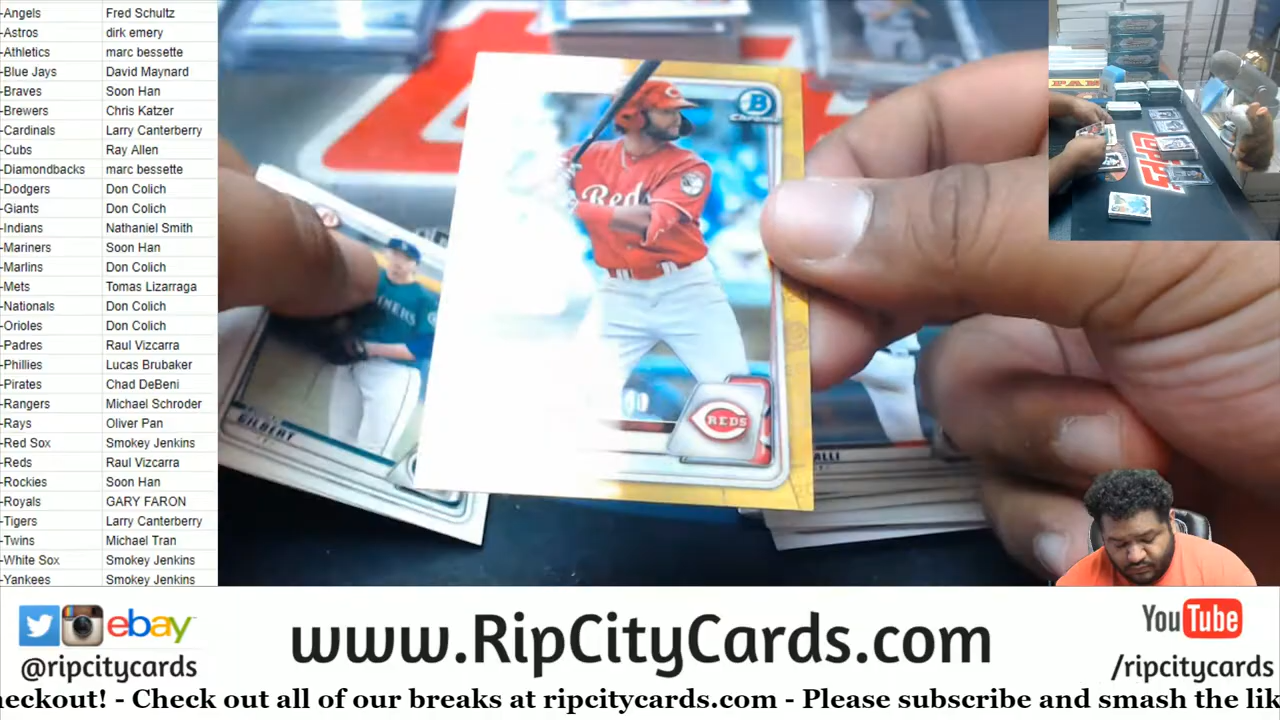 -Angels Fred Schultz
-Astros dirk emery
-Athletics marc bessette
-Blue Jays David Maynard
-Braves Soon Han
-Brewers Chris Katzer
-Cardinals Larry Canterberry
-Cubs Ray Allen
-Diamondbacks marc bessette
-Dodgers Don Colich
-Giants Don Colich
-Indians Nathaniel Smith
-Mariners Soon Han
-Marlins Don Colich
-Mets Tomas Lizarraga
-Nationals Don Colich
-Orioles Don Colich
-Padres Raul Vizcarra
-Phillies Lucas Brubaker
-Pirates Chad DeBeni
-Rangers Michael Schroder
-Rays Oliver Pan
-Red Sox Smokey Jenkins
-Reds Raul Vizcarra
-Rockies Soon Han
-Royals GARY FARON
-Tigers Larry Canterberry
-Twins Michael Tran
-White Sox Smokey Jenkins
-Yankees Smokey Jenkins
B
Chrome
Reds
REDS
GILBERT
ebay
@ripcitycards
www.RipCityCards.com
YouTube
/ripcitycards
heckout! - Check out all of our breaks at ripcitycards.com - Please subscribe and smash the lik